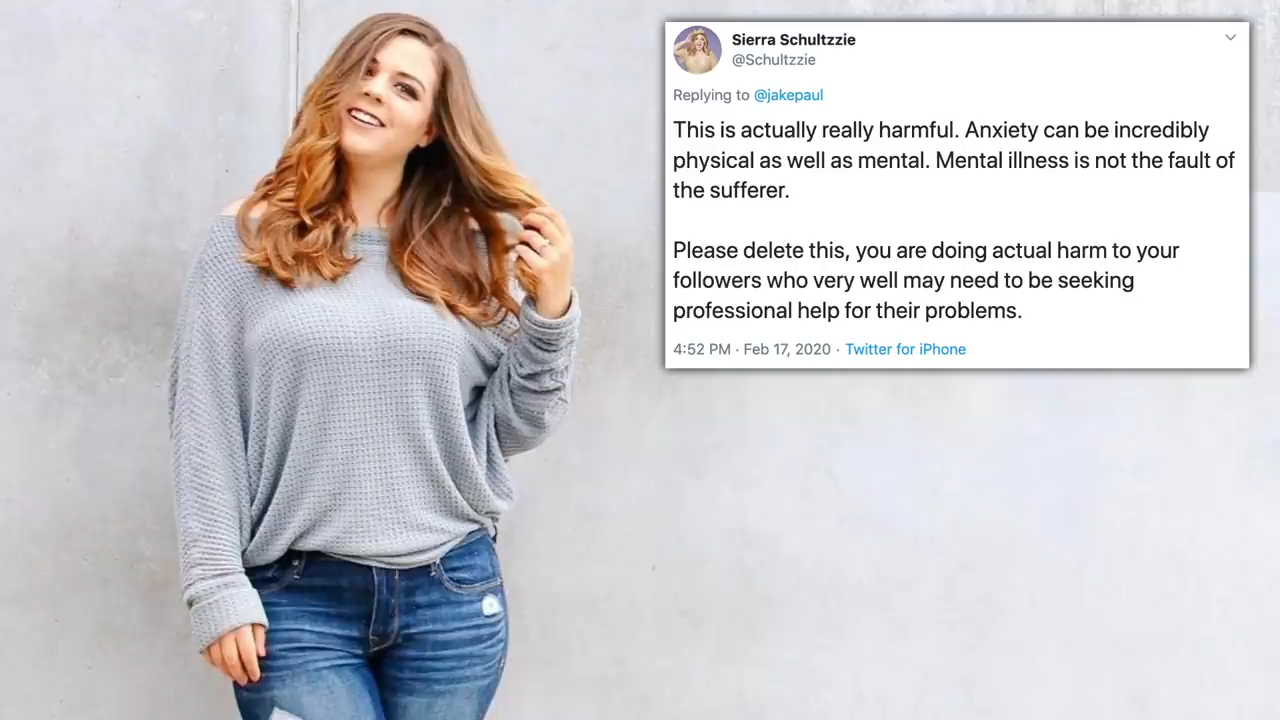 Sierra Schultzzie
@Schultzzie
Replying to @jakepaul
This is actually really harmful. Anxiety can be incredibly
physical as well as mental. Mental illness is not the fault of
the sufferer.
Please delete this, you are doing actual harm to your
followers who very well may need to be seeking
professional help for their problems.
4:52 PM · Feb 17, 2020 · Twitter for iPhone